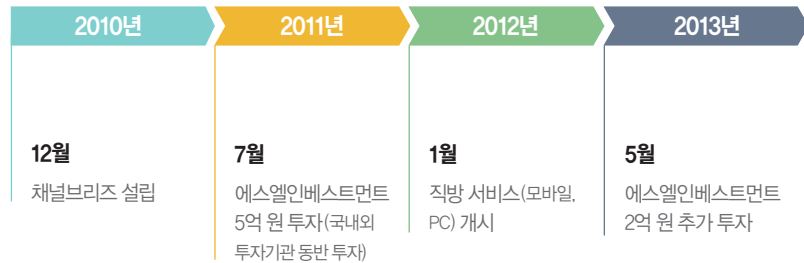 2010년
2011년
2012년
2013년
12월
채널브리즈 설립
7월
에스엘인베스트먼트
5억 원 투자(국내외
투자기관 동반 투자)
1월
직방 서비스(모바일,
PC) 개시
5월
에스엘인베스트먼트
2억 원 추가 투자